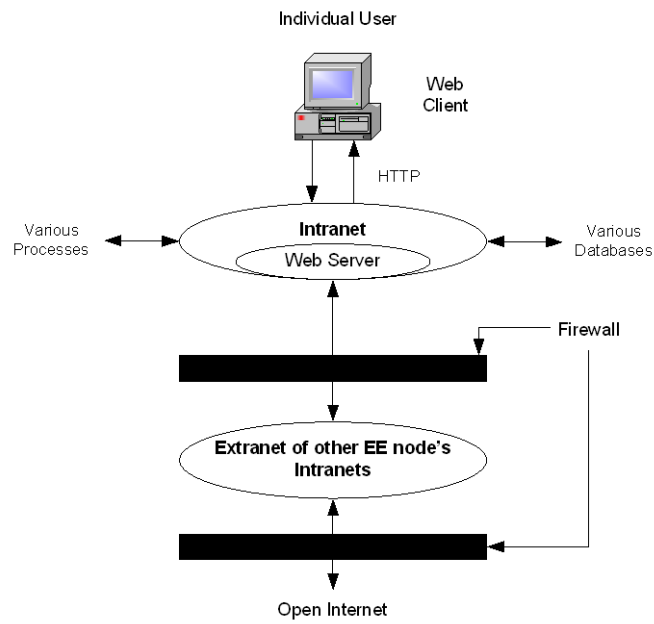 Individual User
Web
Client
HTTP
Intranet
Various
Processes
Web Server
Various
Databases
Firewall
Extranet of other EE node's
Intranets
Open Internet